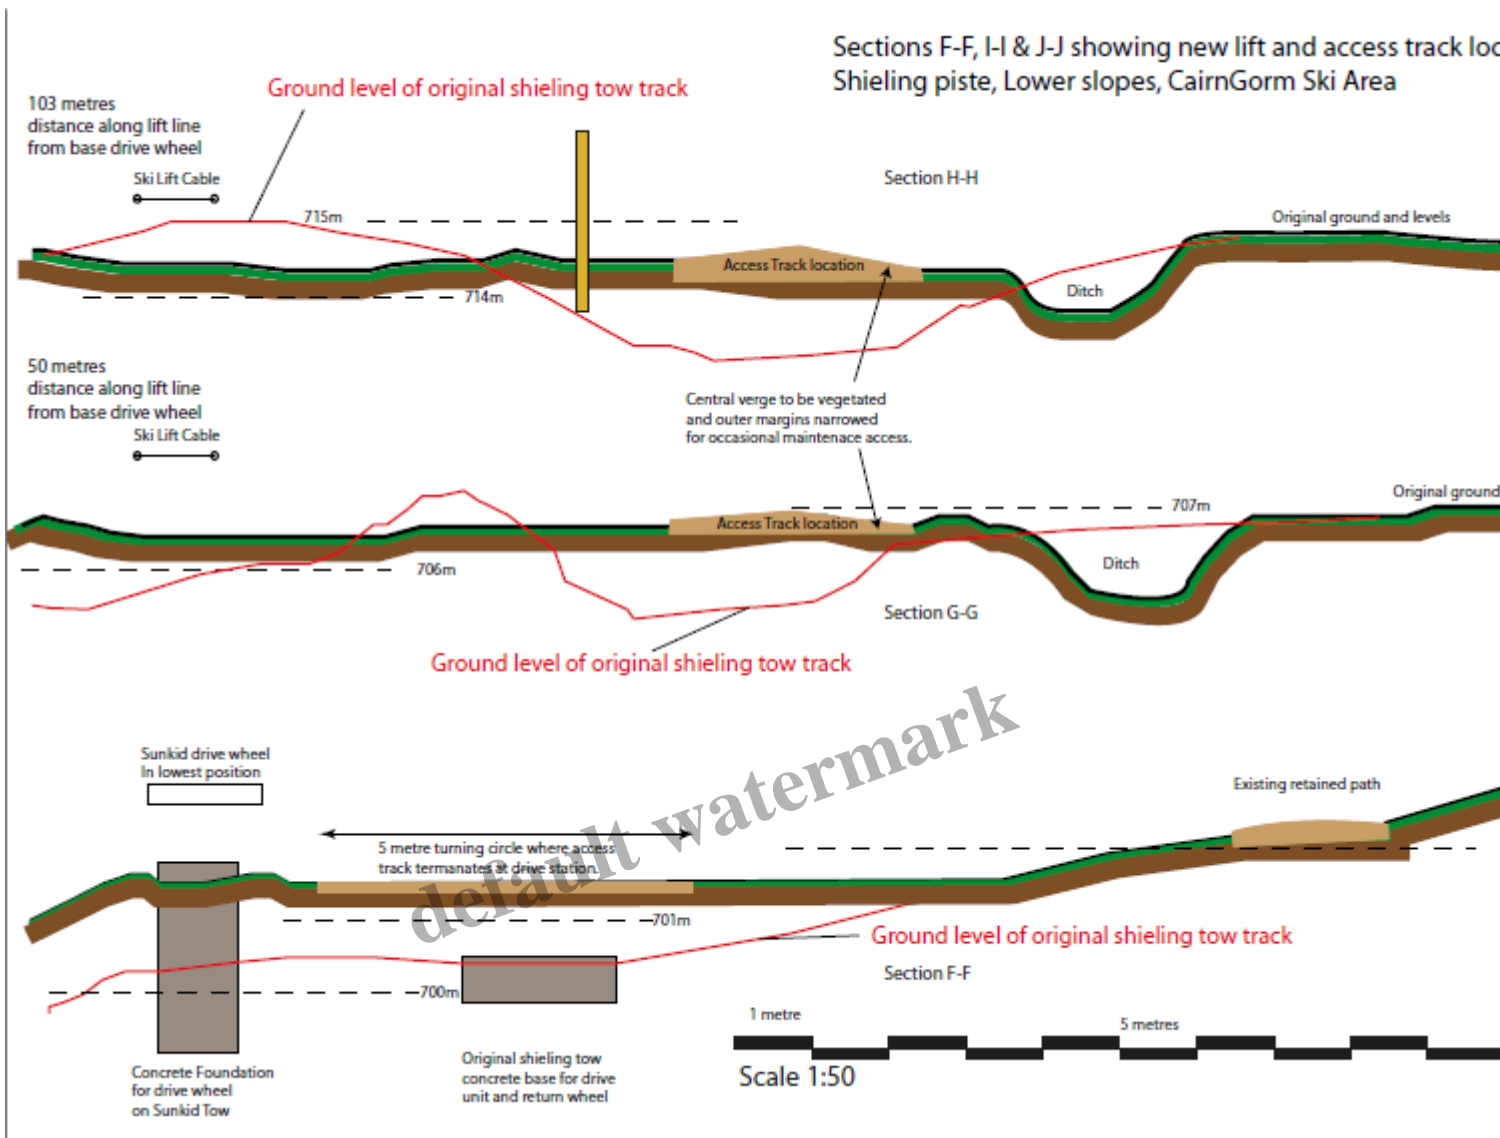 Sections F-F, I-I & J-J showing new lift and access track loc
Shieling piste, Lower slopes, CairnGorm Ski Area
Ground level of original shieling tow track
103 metres
distance along lift line
from base drive wheel
Ski Lift Cable
Section H-H
715m
Original ground and levels
Access Track location
714m
Ditch
50 metres
distance along lift line
from base drive wheel
Ski Lift Cable
Central verge to be vegetated
and outer margins narrowed
for occasional maintenace access.
Original ground
707m
Access Track location
706m
Ditch
Section G-G
Ground level of original shieling tow track
default watermark
Sunkid drive wheel
In lowest position
Existing retained path
5 metre turning circle where access
track termanates at drive station.
701m
Ground level of original shieling tow track
Section F-F
700m
1 metre
5 metres
Scale 1:50
Original shieling tow
concrete base for drive
unit and return wheel
Concrete Foundation
for drive wheel
on Sunkid Tow